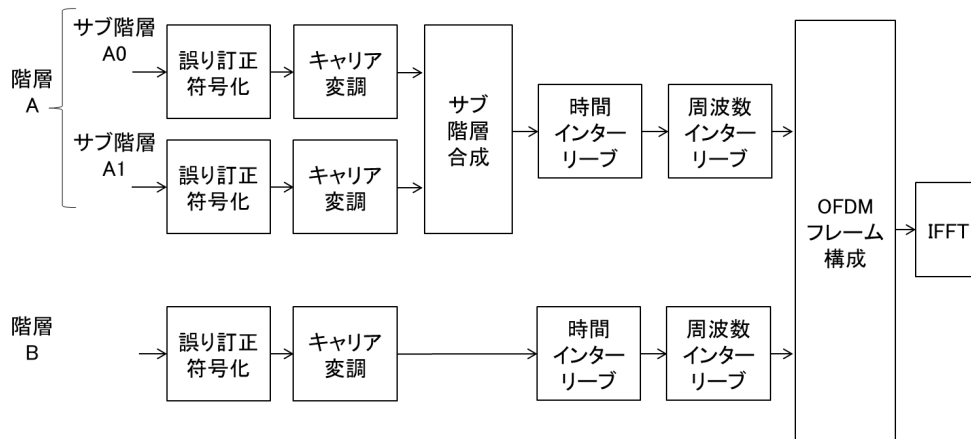 サブ階層
A0
階層
A
誤り訂正
符号化
キャリア
変調
サブ
階層
合成
時間
インター
リーブ
周波数
インター
リーブ
サブ階層
A1
誤り訂正
符号化
キャリア
変調
OFDM
フレーム
構成
IFFT
階層
B
誤り訂正
符号化
キャリア
変調
時間
インター
リーブ
周波数
インター
リーブ